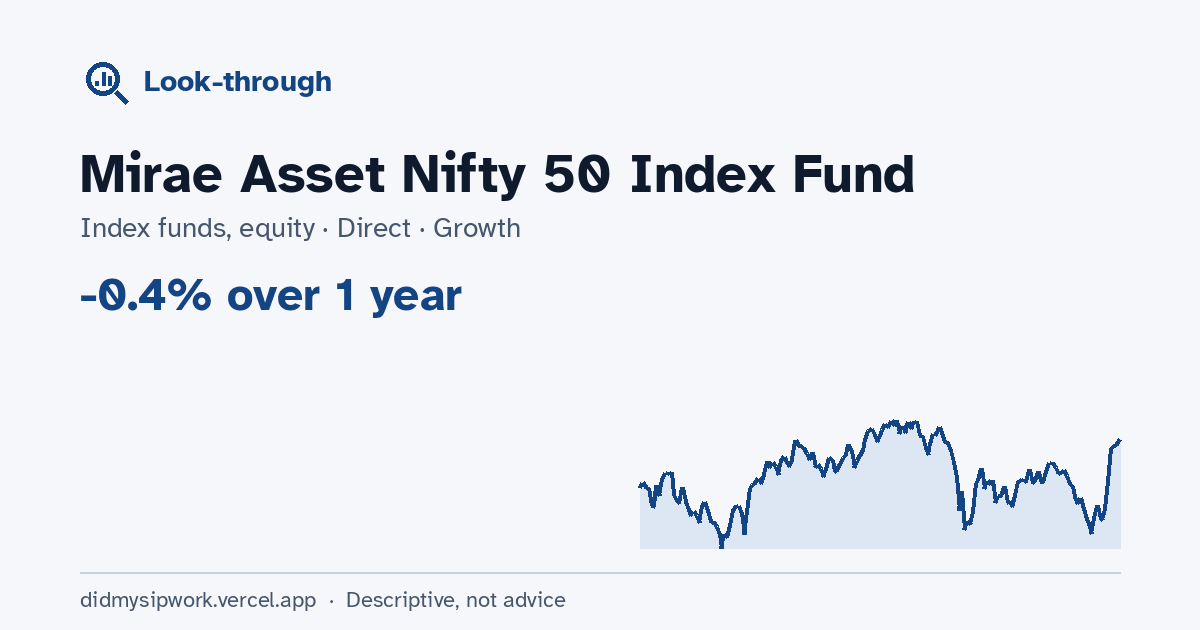 Look-through
Mirae Asset Nifty 50 Index Fund
Index funds, equity · Direct · Growth
-0.4% over 1 year
didmysipwork.vercel.app · Descriptive, not advice